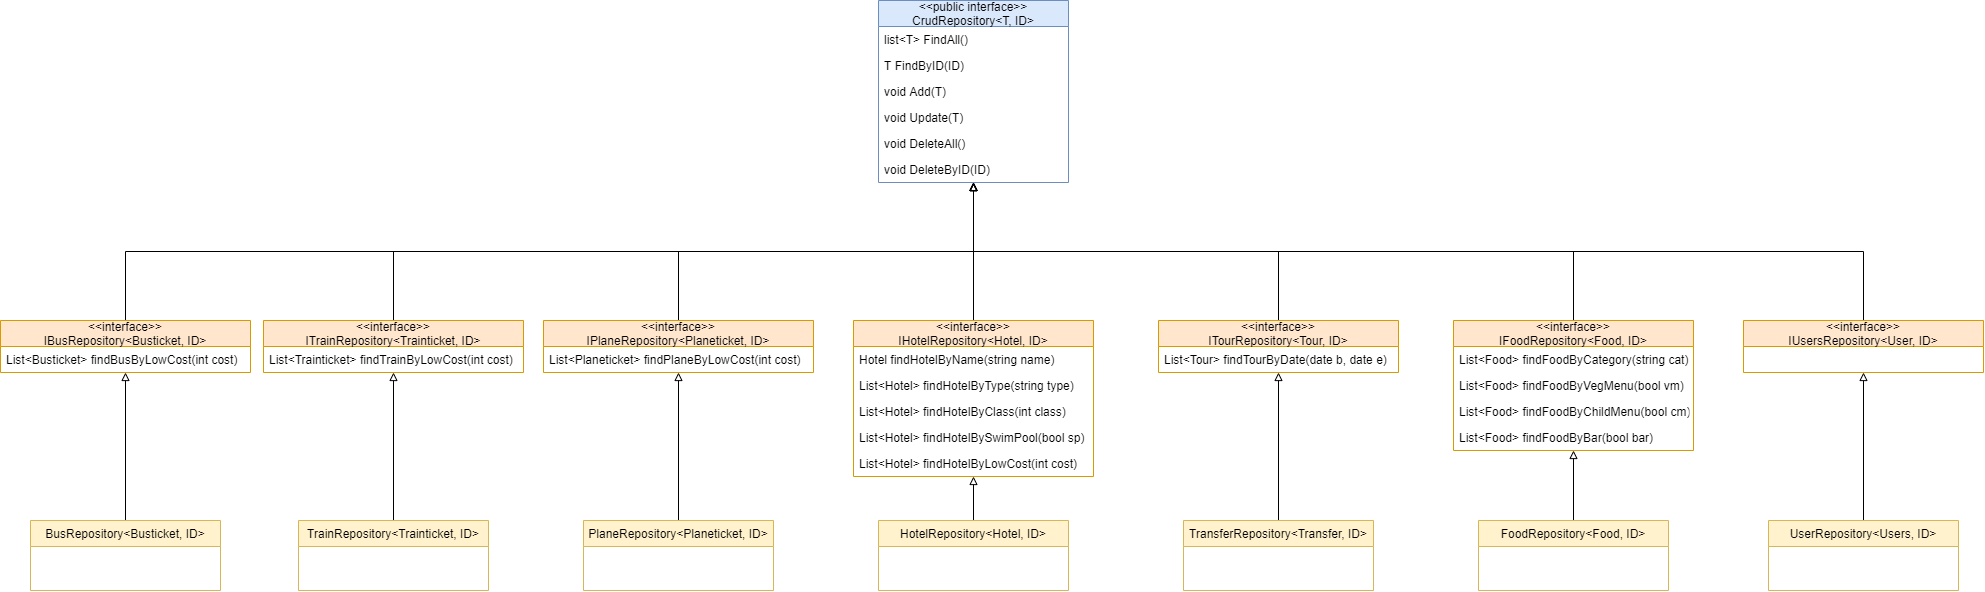 <<public interface>>
CrudRepository<T, ID>
list<T> FindAll()
T FindByID(ID)
void Add(T)
void Update(T)
void DeleteAll()
void DeleteByID(ID)
<<interface>>
IBusRepository<Busticket, ID>
List<Busticket> findBusByLowCost(int cost)
<<interface>>
ITrainRepository<Trainticket, ID>
List<Trainticket> findTrainByLowCost(int cost)
<<interface>>
IPlaneRepository<Planeticket, ID>
List<Planeticket> findPlaneByLowCost(int cost)
<<interface>>
IHotelRepository<Hotel, ID>
Hotel findHotelByName(string name)
List<Hotel> findHotelByType(string type)
List<Hotel> findHotelByClass(int class)
List<Hotel> findHotelBySwimPool(bool sp)
List<Hotel> findHotelByLowCost(int cost)
<<interface>>
ITourRepository<Tour, ID>
List<Tour> findTourByDate(date b, date e)
<<interface>>
IFoodRepository<Food, ID>
List<Food> findFoodByCategory(string cat)
List<Food> findFoodByVegMenu(bool vm)
List<Food> findFoodByChildMenu(bool cm)
List<Food> findFoodByBar(bool bar)
<<interface>>
IUsersRepository<User, ID>
BusRepository<Busticket, ID>
TrainRepository<Trainticket, ID>
PlaneRepository<Planeticket, ID>
HotelRepository<Hotel, ID>
TransferRepository<Transfer, ID>
FoodRepository<Food, ID>
UserRepository<Users, ID>